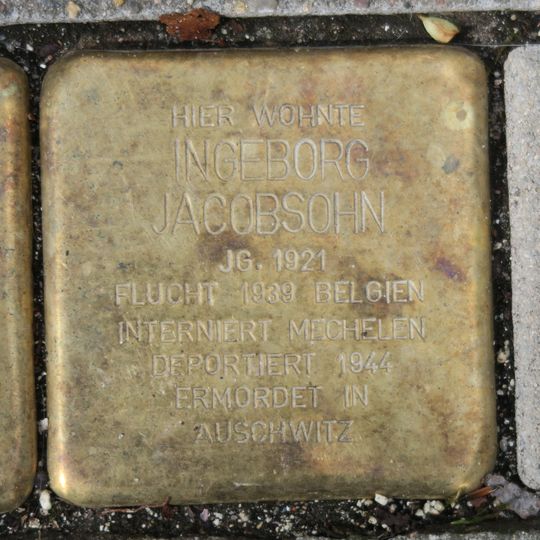 HIER WOHNTE
INGEBORG
JACOBSOHN
JG. 1921
FLUCHT 1939 BELGIEN
INTERNIERT MECHELEN
DEPORTIERT 1944
ERMORDET IN
AUSCHWITZ